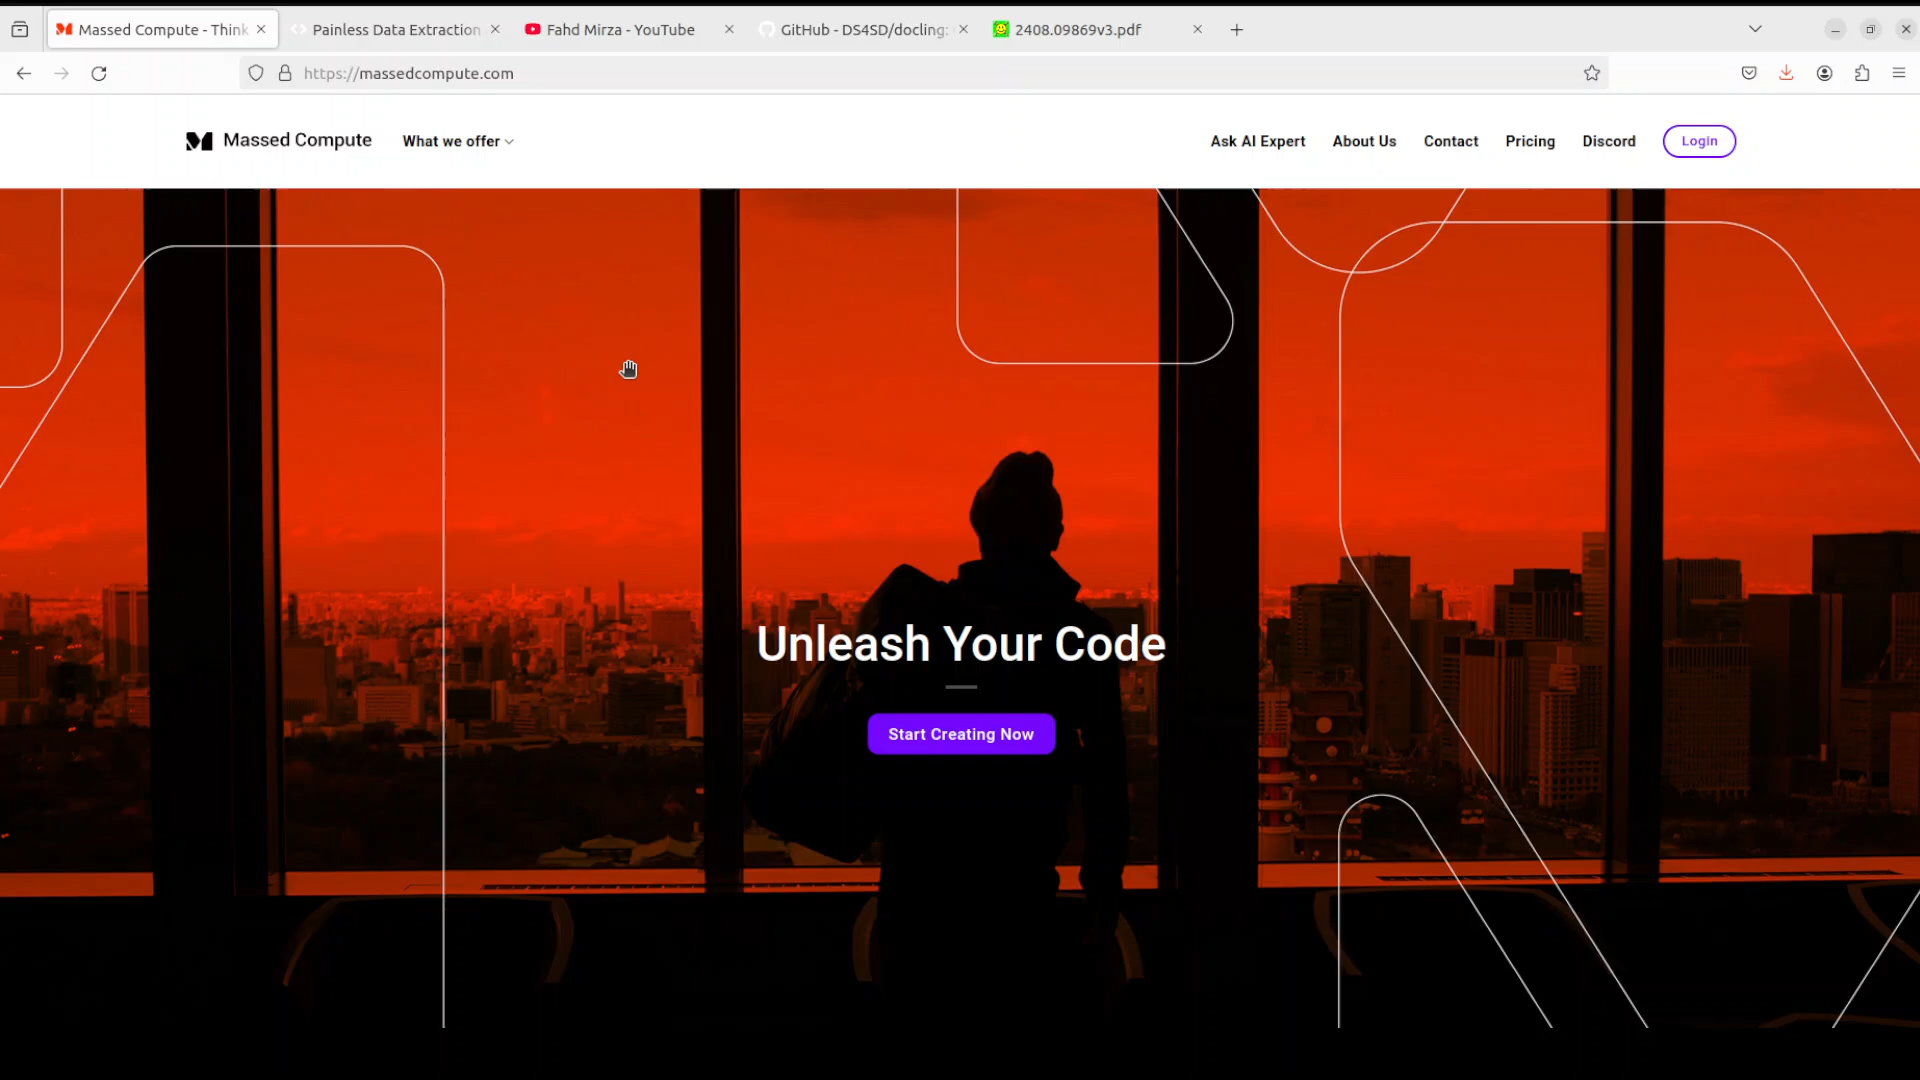 Massed Compute - Think
Painless Data Extraction
Fahd Mirza - YouTube
GitHub - DS4SD/docling:
2408.09869v3.pdf
https://massedcompute.com
Massed Compute
What we offer
Ask AI Expert
About Us
Contact
Pricing
Discord
Login
Unleash Your Code
Start Creating Now